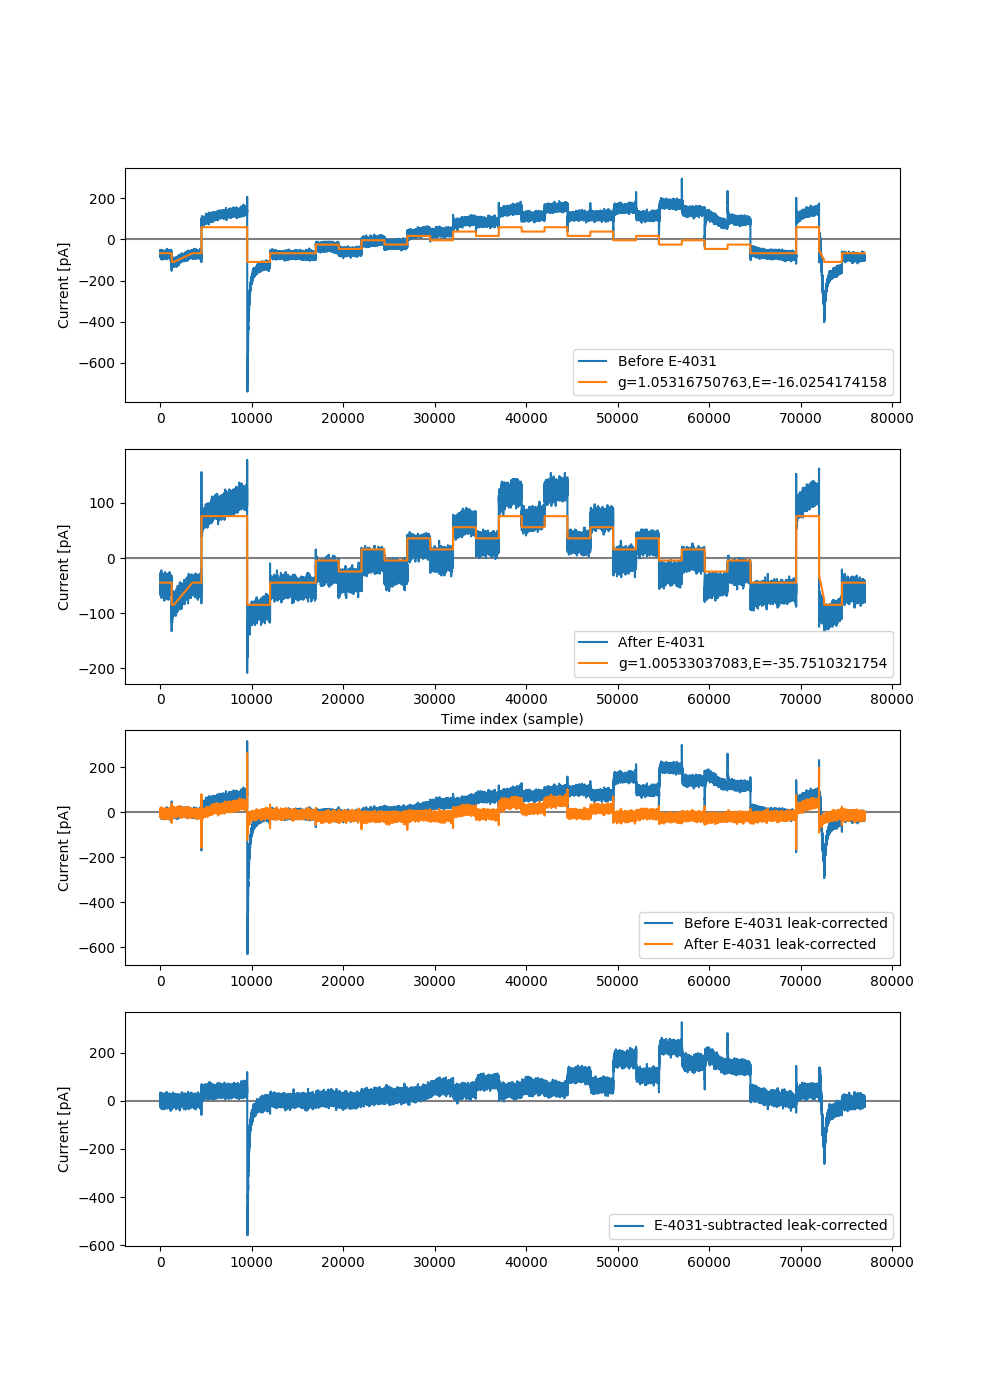 200
0
−200
−400
−600
Current [pA]
Before E-4031
g=1.05316750763,E=-16.0254174158
0 10000 20000 30000 40000 50000 60000 70000 80000
100
0
−100
−200
Current [pA]
After E-4031
g=1.00533037083,E=-35.7510321754
0 10000 20000 30000 40000 50000 60000 70000 80000
Time index (sample)
200
0
−200
−400
−600
Current [pA]
Before E-4031 leak-corrected
After E-4031 leak-corrected
0 10000 20000 30000 40000 50000 60000 70000 80000
200
0
−200
−400
−600
Current [pA]
E-4031-subtracted leak-corrected
0 10000 20000 30000 40000 50000 60000 70000 80000